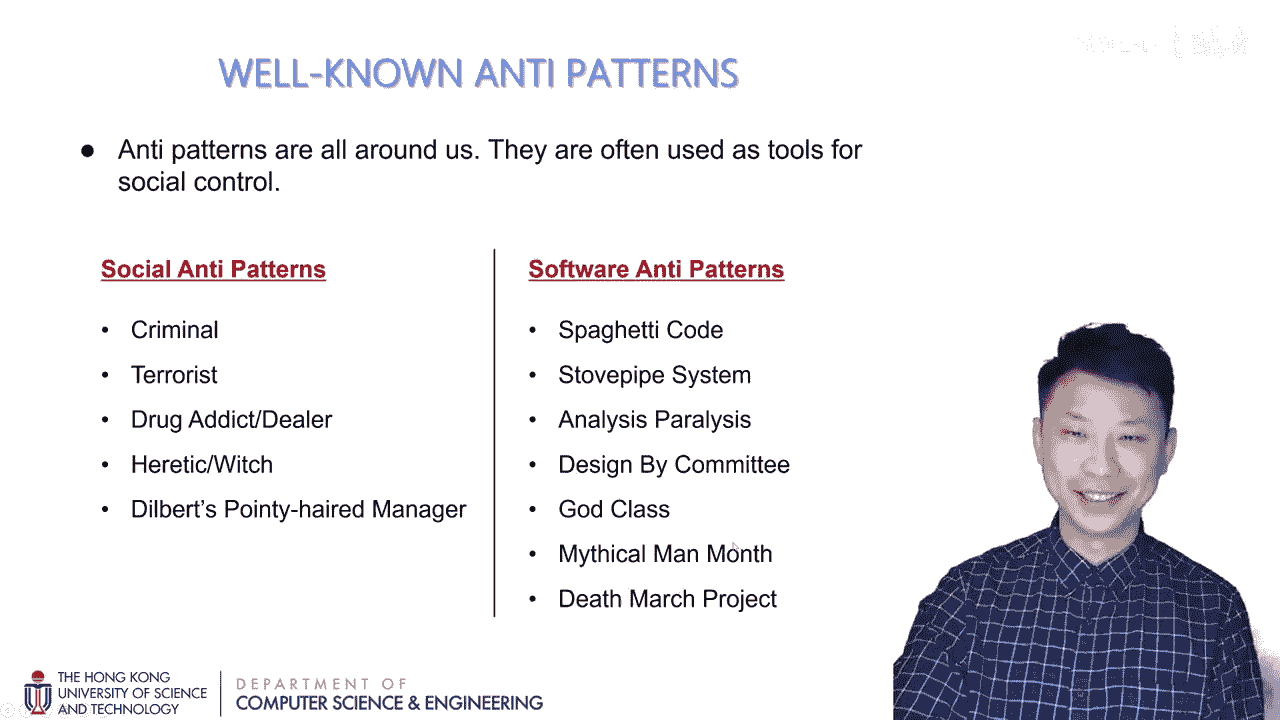 WELL-KNOWN ANTI PATTERNS
● Anti patterns are all around us. They are often used as tools for
social control.
Social Anti Patterns
• Criminal
• Terrorist
• Drug Addict/Dealer
• Heretic/Witch
• Dilbert’s Pointy-haired Manager
Software Anti Patterns
• Spaghetti Code
• Stovepipe System
• Analysis Paralysis
• Design By Committee
• God Class
• Mythical Man Month
• Death March Project
THE HONG KONG
UNIVERSITY OF SCIENCE
AND TECHNOLOGY
DEPARTMENT OF
COMPUTER SCIENCE & ENGINEERING